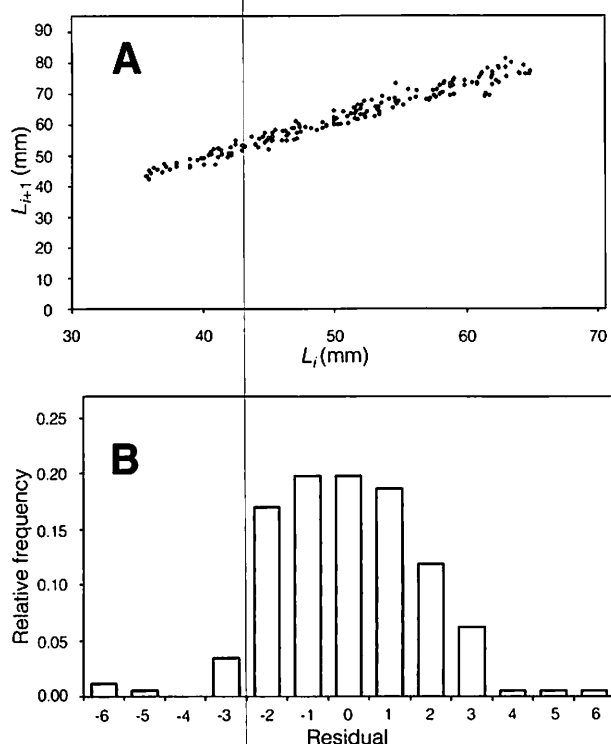 A
90
80
70
60
50
40
30
20
10
0
L_{i+1} (mm)
30 40 50 60 70
L_i (mm)
B
0.25
0.20
0.15
0.10
0.05
0.00
Relative frequency
-6 -5 -4 -3 -2 -1 0 1 2 3 4 5 6
Residual